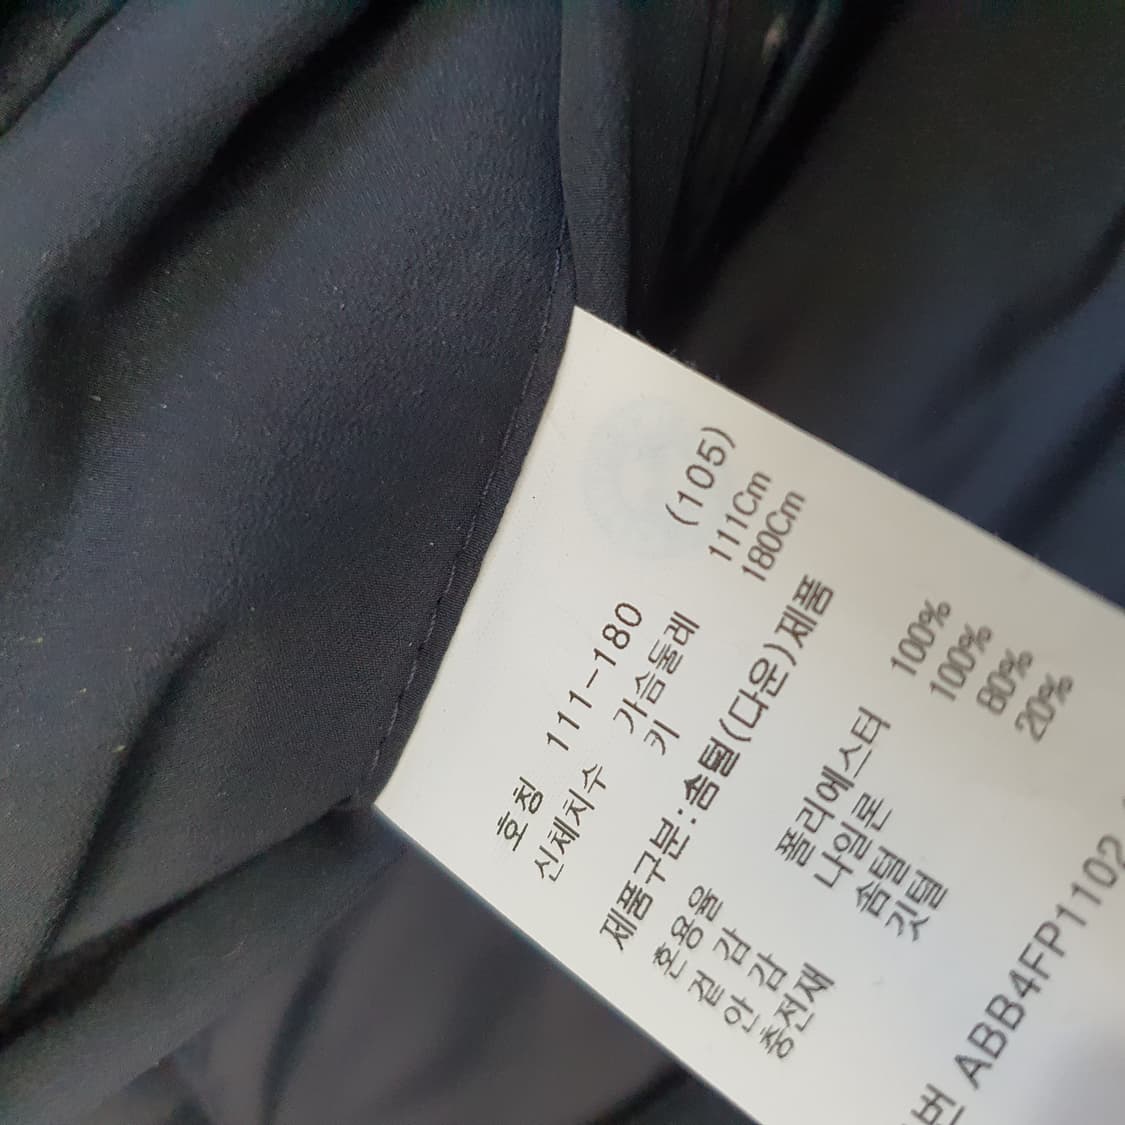 호칭 111-180 (105)
신체치수 가슴둘레 111Cm
키 180Cm
제품구분:솜털(다운)제품
혼용율
겉 감 폴리에스터 100%
안 감 나일론 100%
충전재 솜털 80%
깃털 20%
번 ABB4FP1102